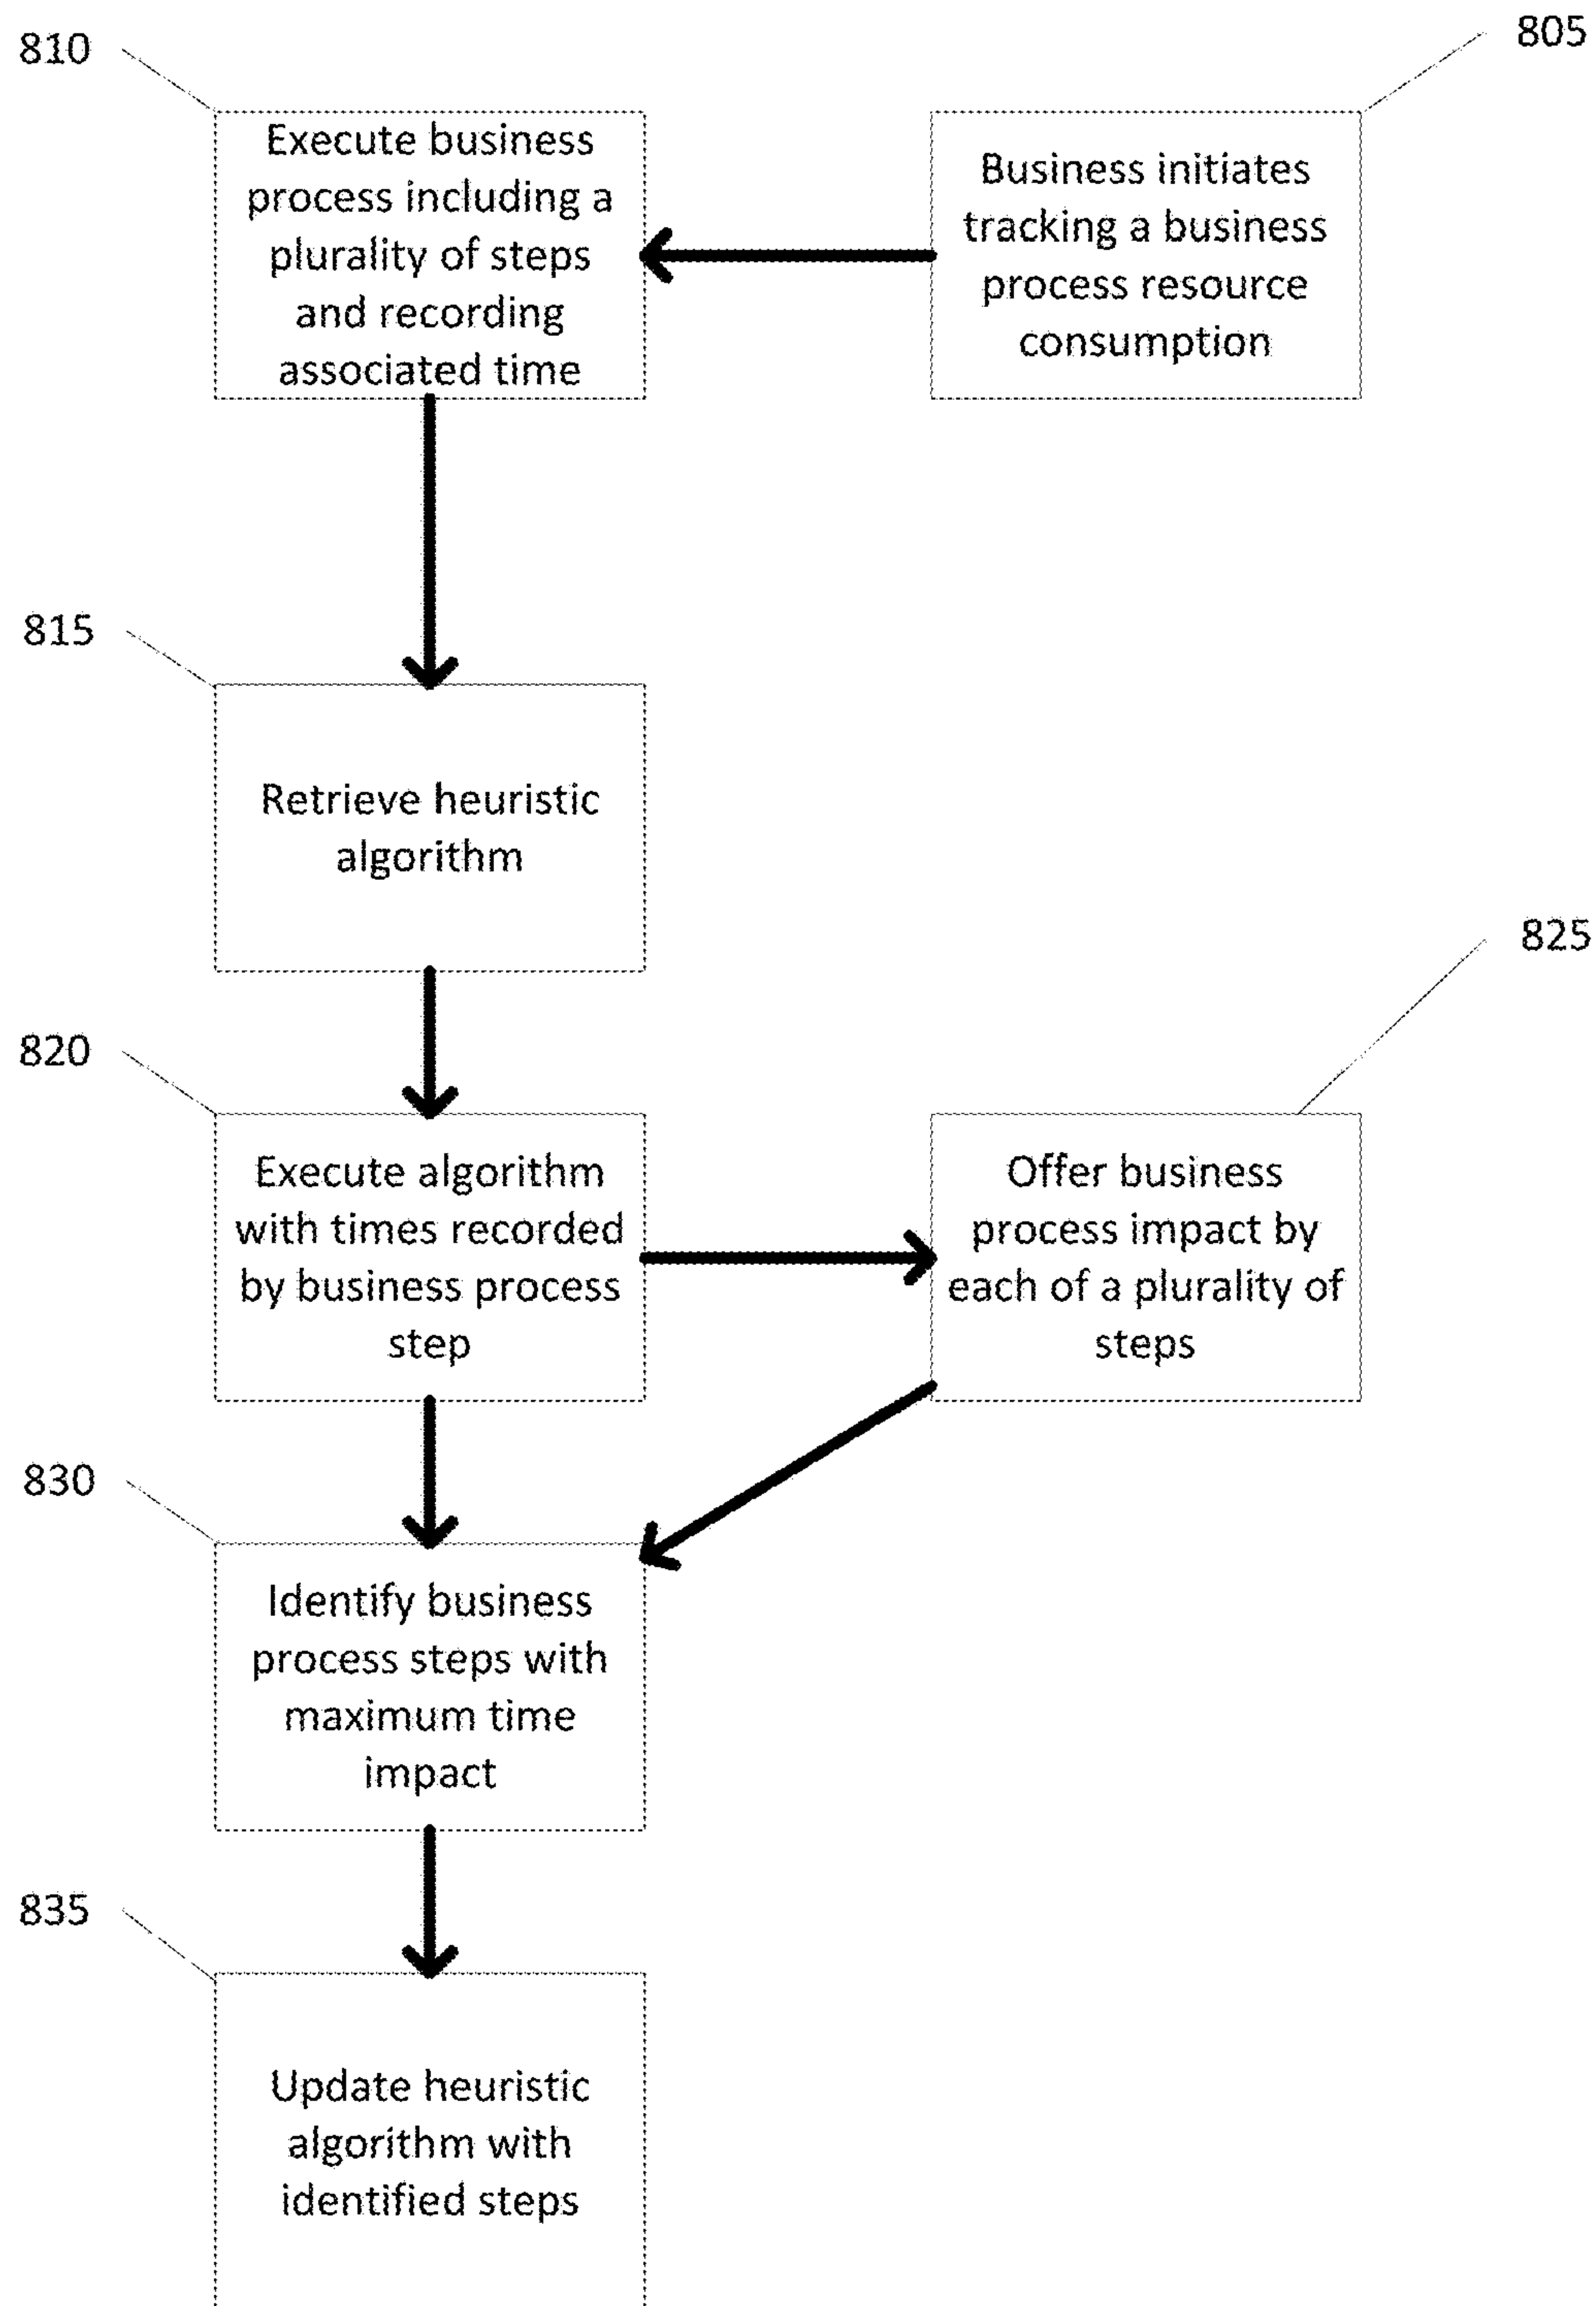 810
805
Execute business
process including a
plurality of steps
and recording
associated time
Business initiates
tracking a business
process resource
consumption
815
Retrieve heuristic
algorithm
825
820
Execute algorithm
with times recorded
by business process
step
Offer business
process impact by
each of a plurality of
steps
830
Identify business
process steps with
maximum time
impact
835
Update heuristic
algorithm with
identified steps